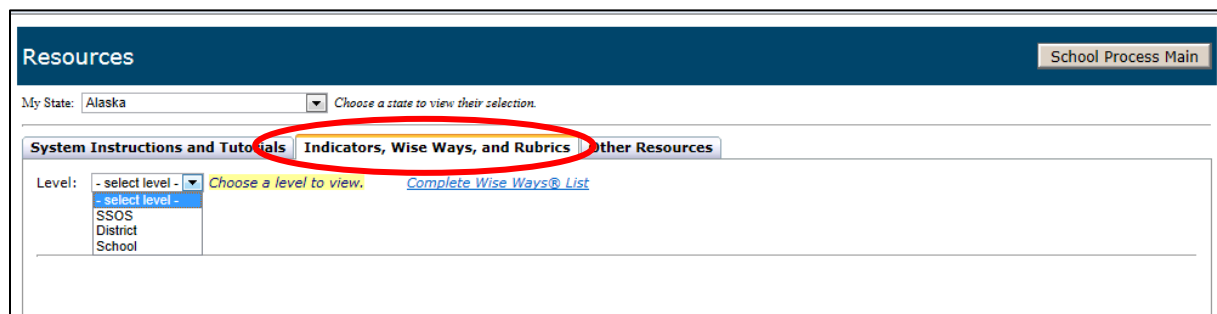 Resources
School Process Main
My State: Alaska Choose a state to view their selection.
System Instructions and Tutorials Indicators, Wise Ways, and Rubrics Other Resources
Level: - select level - Choose a level to view. Complete Wise Ways® List
- select level -
SSOS
District
School